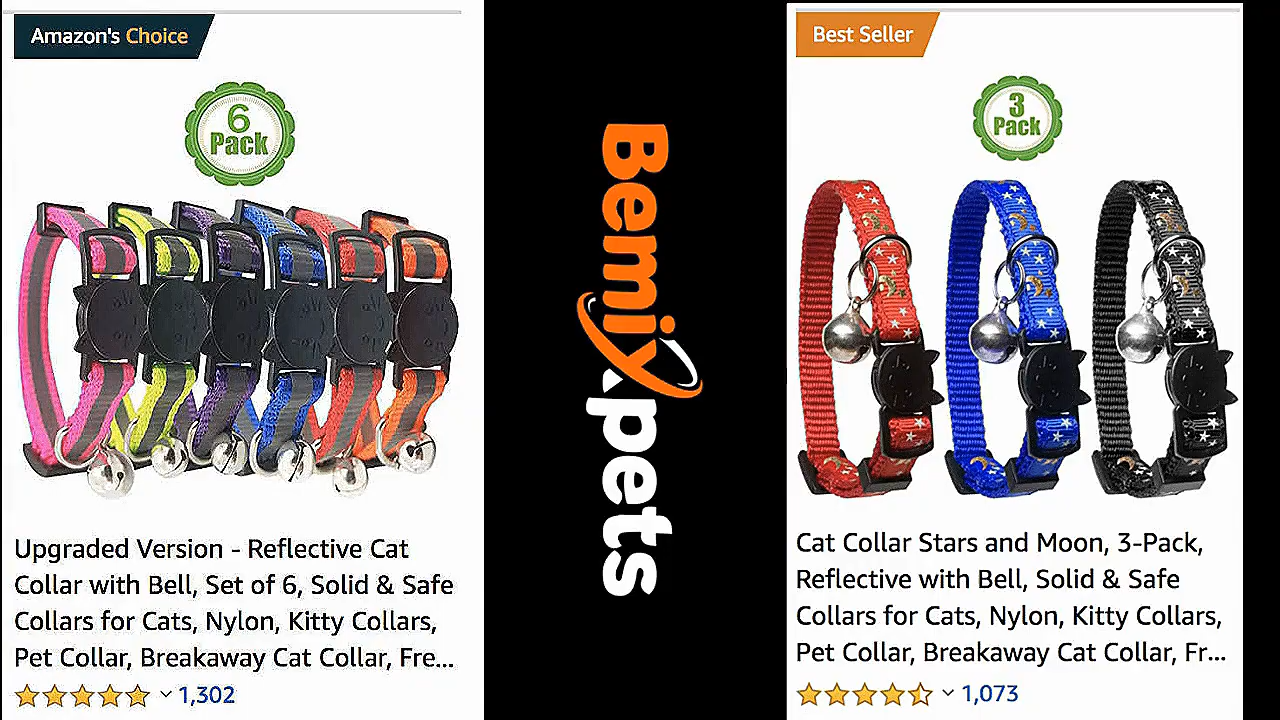 Amazon's Choice
6
Pack
Upgraded Version - Reflective Cat
Collar with Bell, Set of 6, Solid & Safe
Collars for Cats, Nylon, Kitty Collars,
Pet Collar, Breakaway Cat Collar, Fre...
1,302
Bemixpets
Best Seller
3
Pack
Cat Collar Stars and Moon, 3-Pack,
Reflective with Bell, Solid & Safe
Collars for Cats, Nylon, Kitty Collars,
Pet Collar, Breakaway Cat Collar, Fr...
1,073